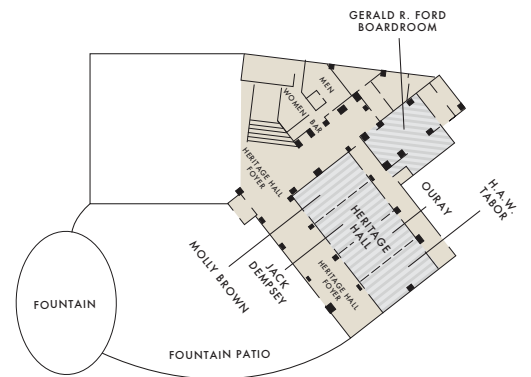 GERALD R. FORD
BOARDROOM
MEN
WOMEN
BAR
HERITAGE HALL
FOYER
OURAY
H.A.W.
TABOR
HERITAGE
HALL
MOLLY BROWN
JACK
DEMPSEY
HERITAGE HALL
FOYER
FOUNTAIN
FOUNTAIN PATIO